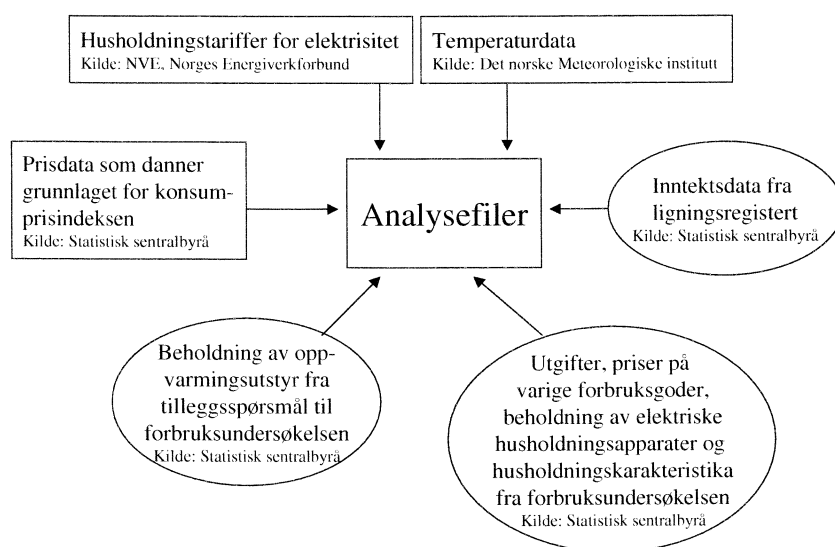 Husholdningstariffer for elektrisitet
Kilde: NVE, Norges Energiverkforbund
Temperaturdata
Kilde: Det norske Meteorologiske institutt
Prisdata som danner
grunnlaget for konsum-
prisindeksen
Kilde: Statistisk sentralbyrå
Analysefiler
Inntektsdata fra
ligningsregistert
Kilde: Statistisk sentralbyrå
Beholdning av opp-
varmingsutstyr fra
tilleggsspørsmål til
forbruksundersøkelsen
Kilde: Statistisk sentralbyrå
Utgifter, priser på
varige forbruksgoder,
beholdning av elektriske
husholdningsapparater og
husholdningskarakteristika
fra forbruksundersøkelsen
Kilde: Statistisk sentralbyrå